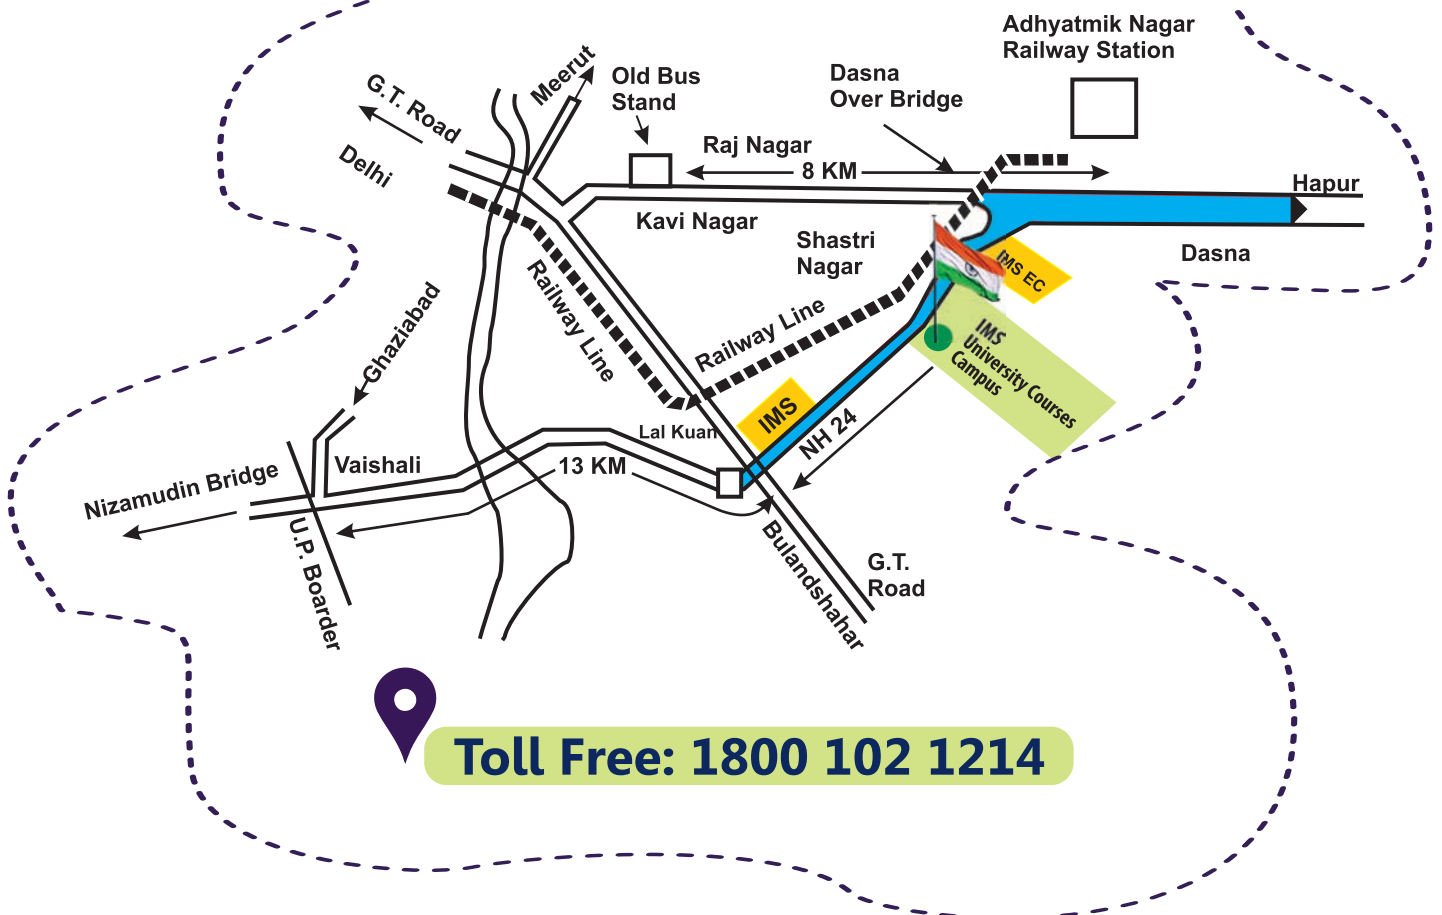 Adhyatmik Nagar
Railway Station
Meerut
G.T. Road
Old Bus
Stand
Dasna
Over Bridge
Delhi
Raj Nagar
8 KM
Hapur
Kavi Nagar
Shastri
Nagar
Dasna
IMS EC
Railway Line
Ghaziabad
Railway Line
IMS
University Courses
Campus
IMS
Lal Kuan
NH 24
Vaishali
13 KM
Nizamudin Bridge
U.P. Boarder
Bulandshahar
G.T.
Road
Toll Free: 1800 102 1214